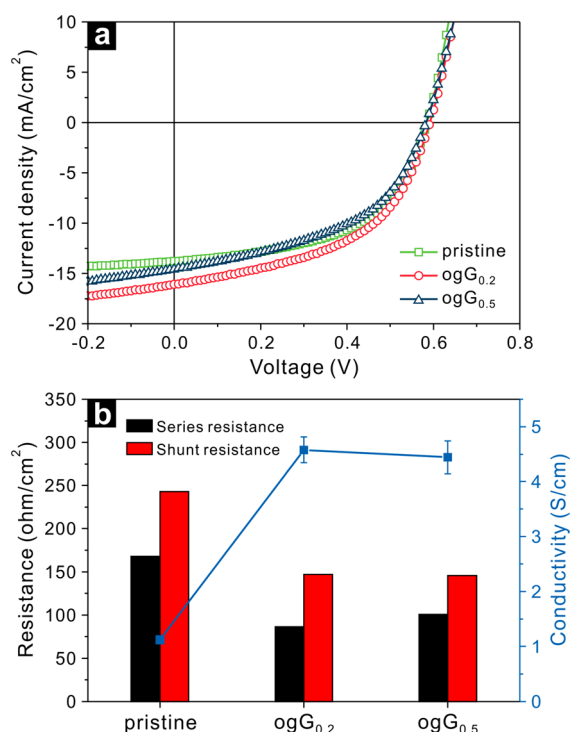 a
Current density (mA/cm²)
10
5
0
-5
-10
-15
-20
-0.2
0.0
0.2
0.4
0.6
0.8
Voltage (V)
pristine
ogG0.2
ogG0.5
b
Resistance (ohm/cm²)
350
300
250
200
150
100
50
0
Series resistance
Shunt resistance
5
4
3
2
1
0
Conductivity (S/cm)
pristine
ogG0.2
ogG0.5